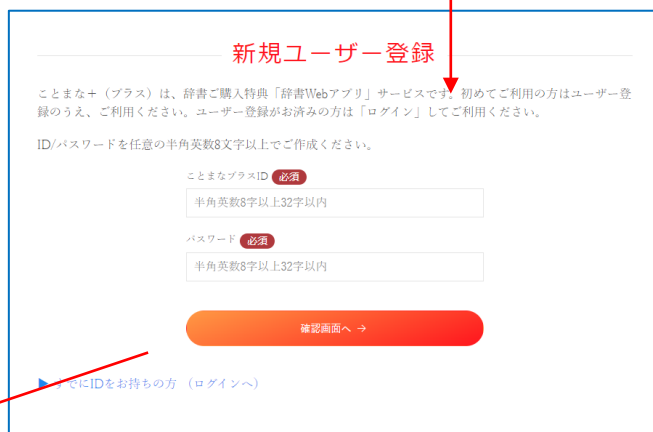 新規ユーザー登録
ことまな＋（プラス）は、辞書ご購入特典「辞書Webアプリ」サービスです。初めてご利用の方はユーザー登
録のうえ、ご利用ください。ユーザー登録がお済みの方は「ログイン」してご利用ください。
ID/パスワードを任意の半角英数8文字以上でご作成ください。
ことまなプラスID 必須
半角英数8字以上32字以内
パスワード 必須
半角英数8字以上32字以内
確認画面へ →
▶ すでにIDをお持ちの方 （ログインへ）